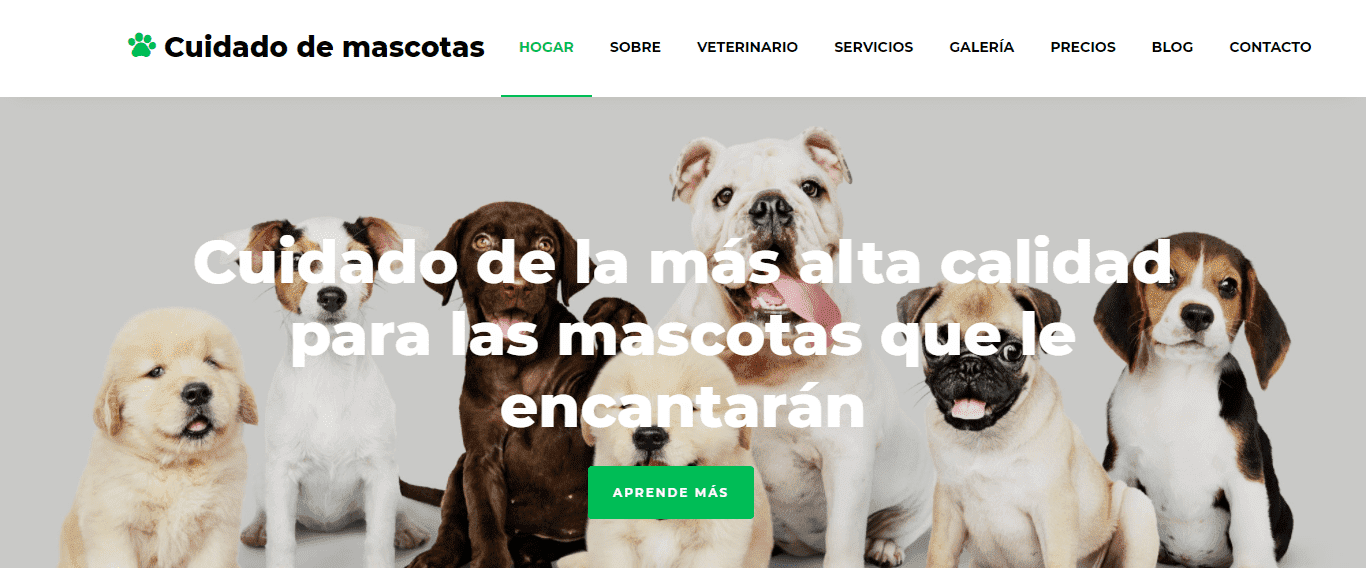 Cuidado de mascotas
HOGAR SOBRE VETERINARIO SERVICIOS GALERÍA PRECIOS BLOG CONTACTO
Cuidado de la más alta calidad
para las mascotas que le
encantarán
APRENDE MÁS